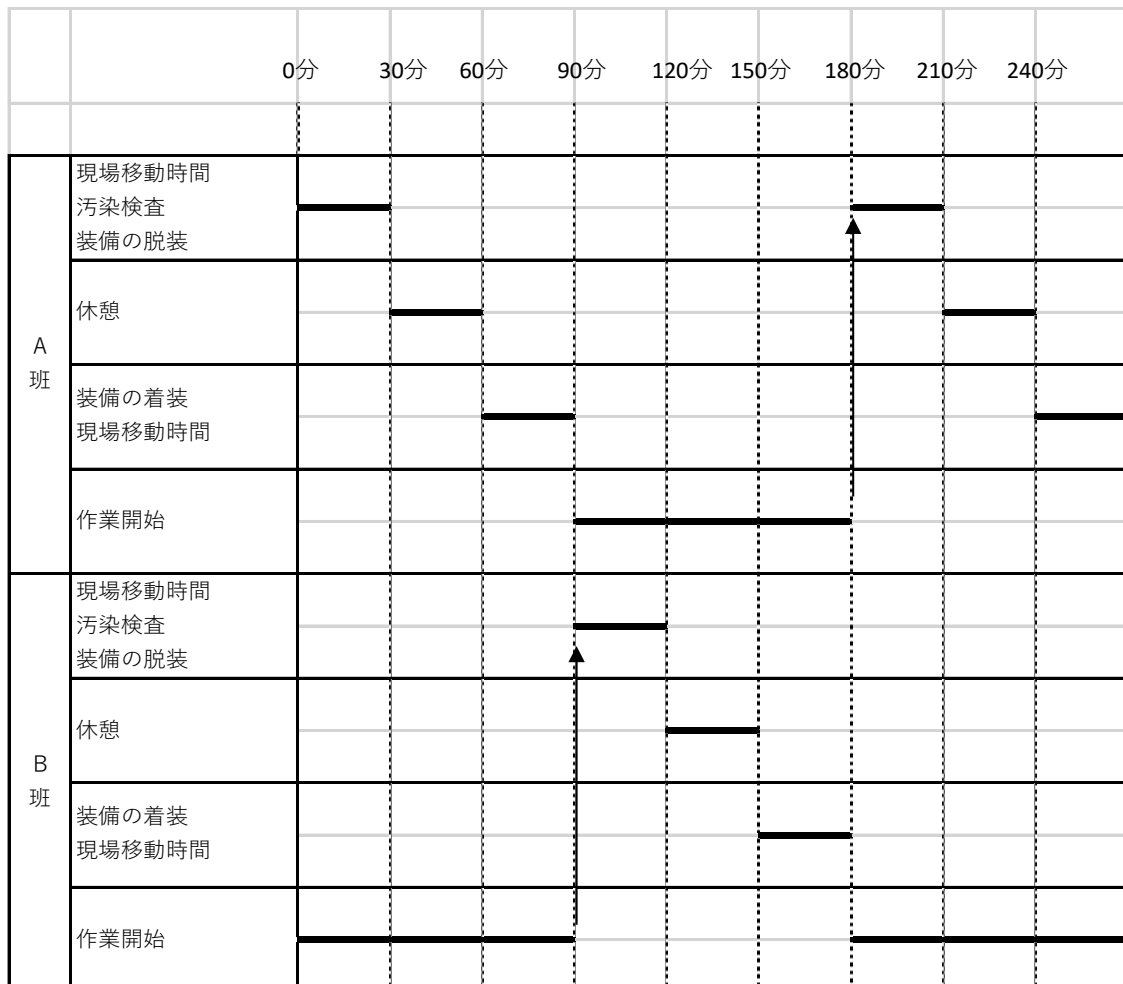 0分 30分 60分 90分 120分 150分 180分 210分 240分
A
班
現場移動時間
汚染検査
装備の脱装
休憩
装備の着装
現場移動時間
作業開始
B
班
現場移動時間
汚染検査
装備の脱装
休憩
装備の着装
現場移動時間
作業開始